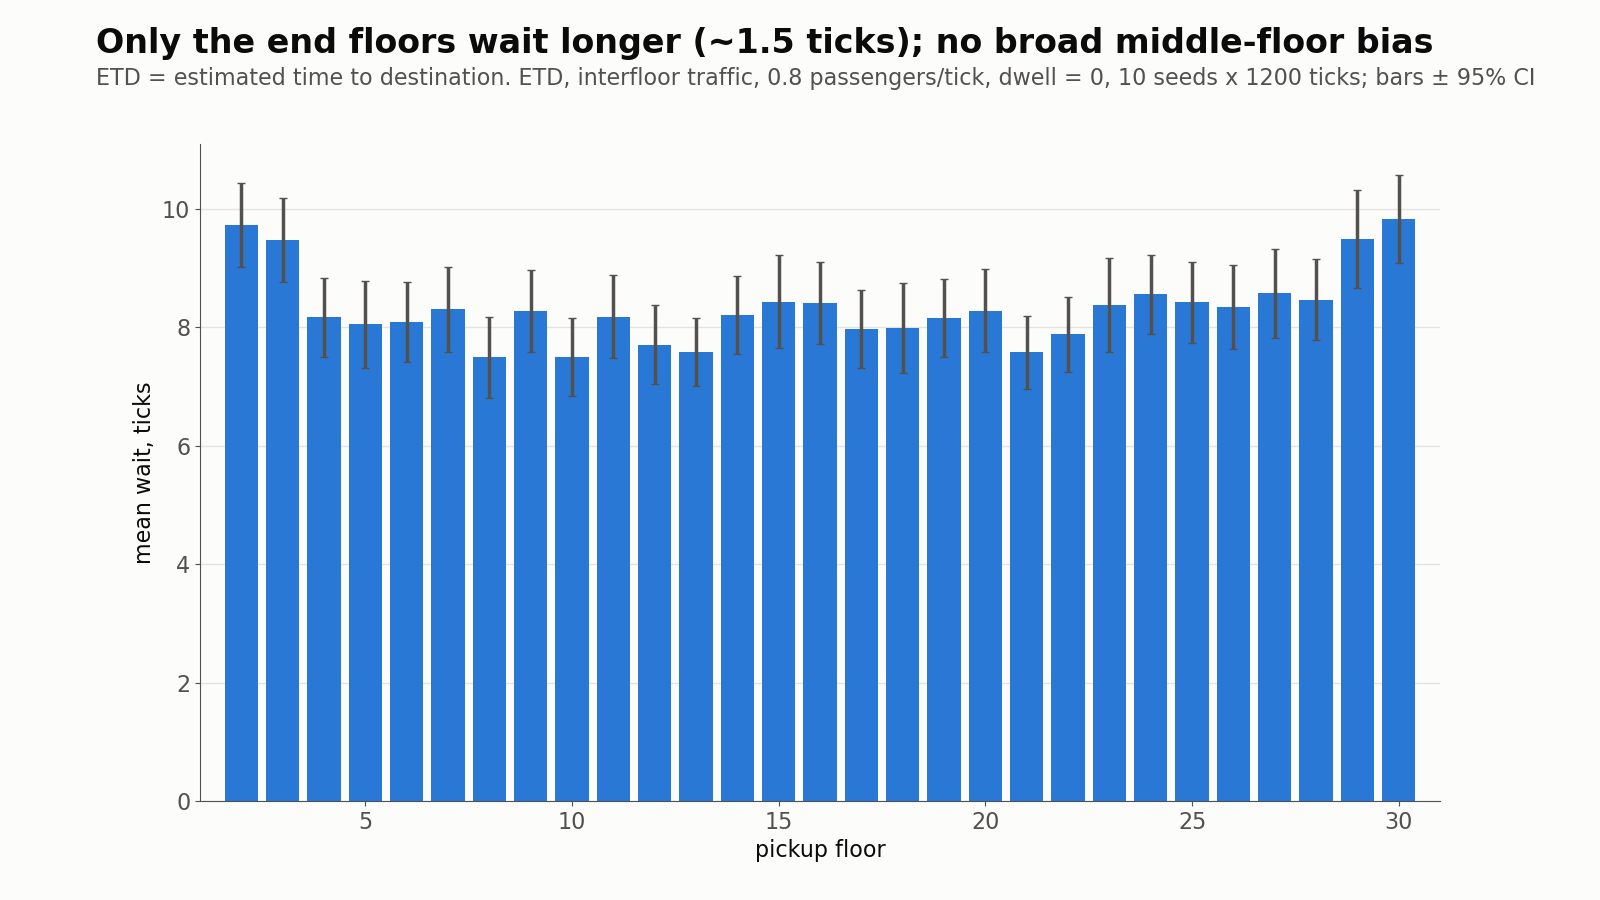 Only the end floors wait longer (~1.5 ticks); no broad middle-floor bias
ETD = estimated time to destination. ETD, interfloor traffic, 0.8 passengers/tick, dwell = 0, 10 seeds x 1200 ticks; bars ± 95% CI
mean wait, ticks
10
8
6
4
2
0
5 10 15 20 25 30
pickup floor